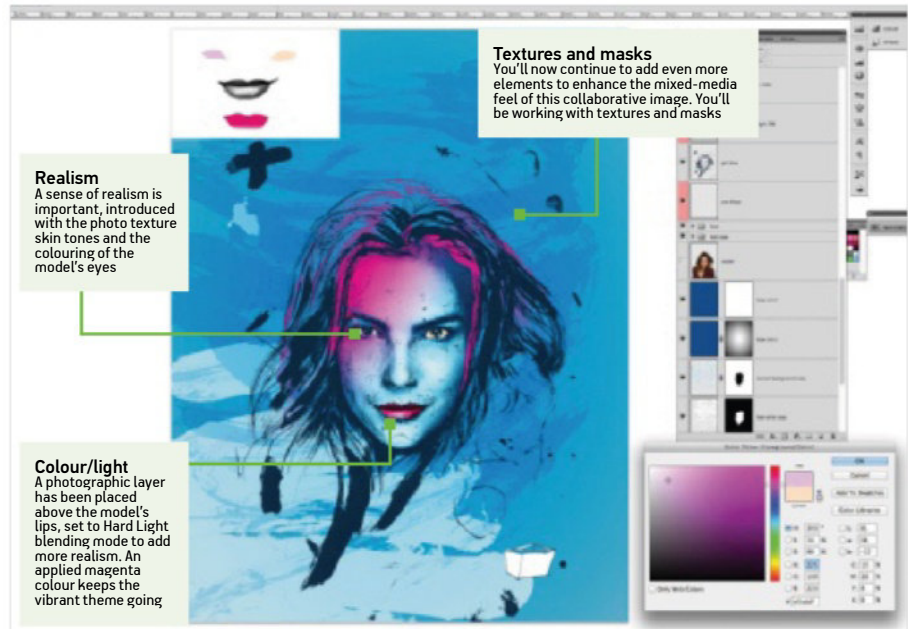 Textures and masks
You'll now continue to add even more
elements to enhance the mixed-media
feel of this collaborative image. You'll
be working with textures and masks
Realism
A sense of realism is
important, introduced
with the photo texture
skin tones and the
colouring of the
model's eyes
Colour/light
A photographic layer
has been placed
above the model's
lips, set to Hard Light
blending mode to add
more realism. An
applied magenta
colour keeps the
vibrant theme going
OK
Cancel
Add To Swatches
Color Libraries
Only Web Colors